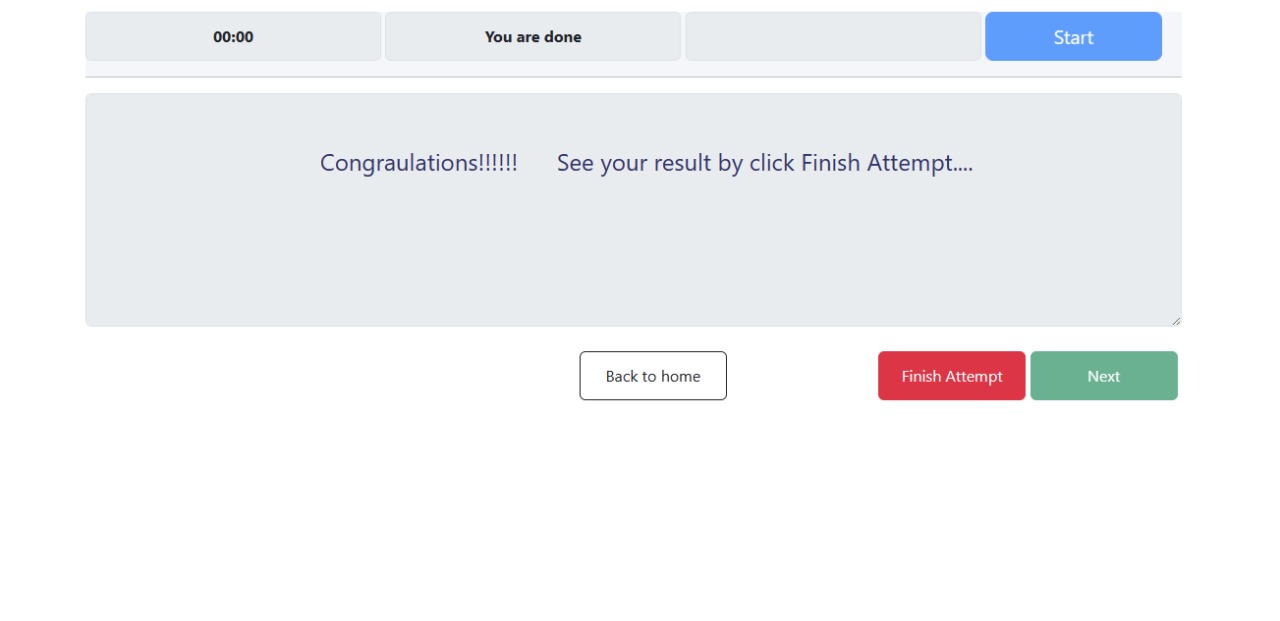 00:00 You are done Start
Congraulations!!!!!! See your result by click Finish Attempt....
Back to home Finish Attempt Next